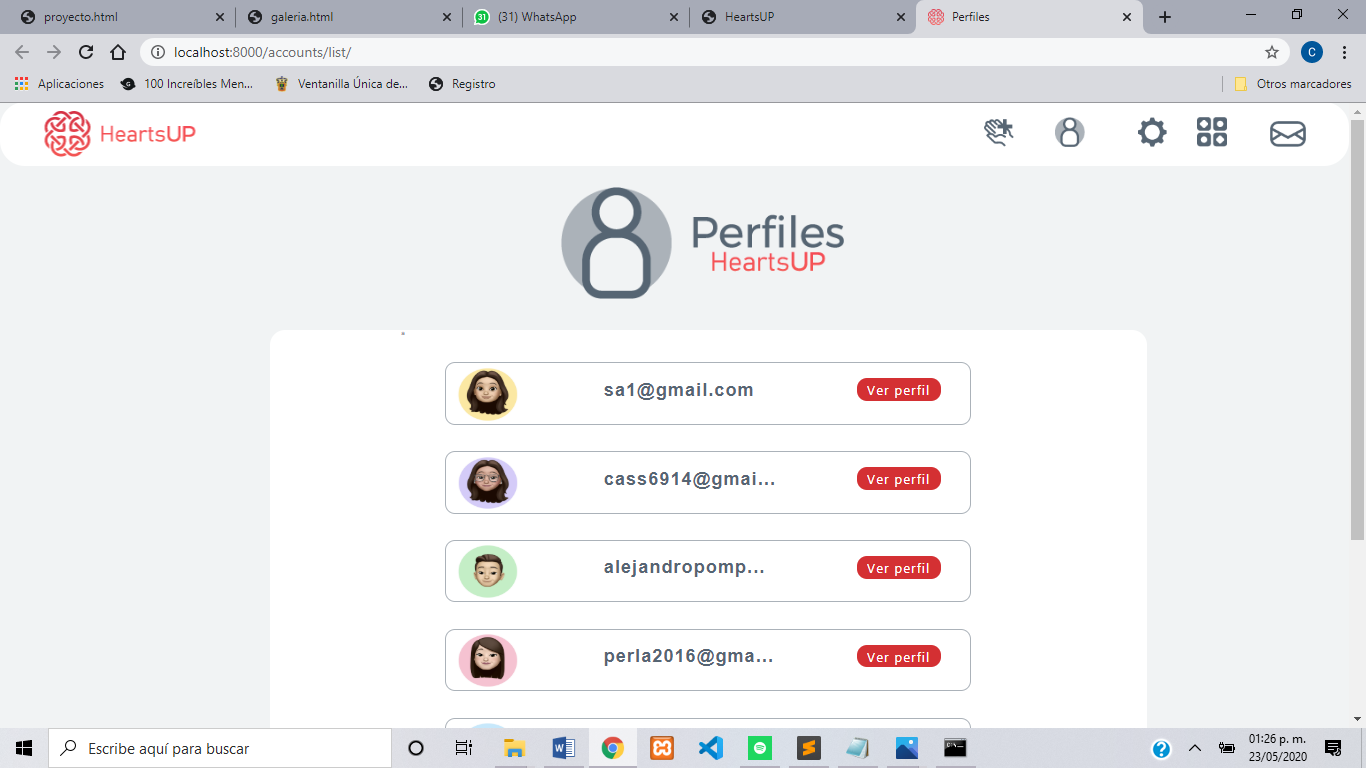 proyecto.html
galeria.html
31
(31) WhatsApp
HeartsUP
Perfiles
localhost:8000/accounts/list/
C
Aplicaciones
100 Increíbles Men...
Ventanilla Única de...
Registro
Otros marcadores
HeartsUP
Perfiles
HeartsUP
sa1@gmail.com
Ver perfil
cass6914@gmai...
Ver perfil
alejandropomp...
Ver perfil
perla2016@gma...
Ver perfil
Escribe aquí para buscar
01:26 p. m.
23/05/2020